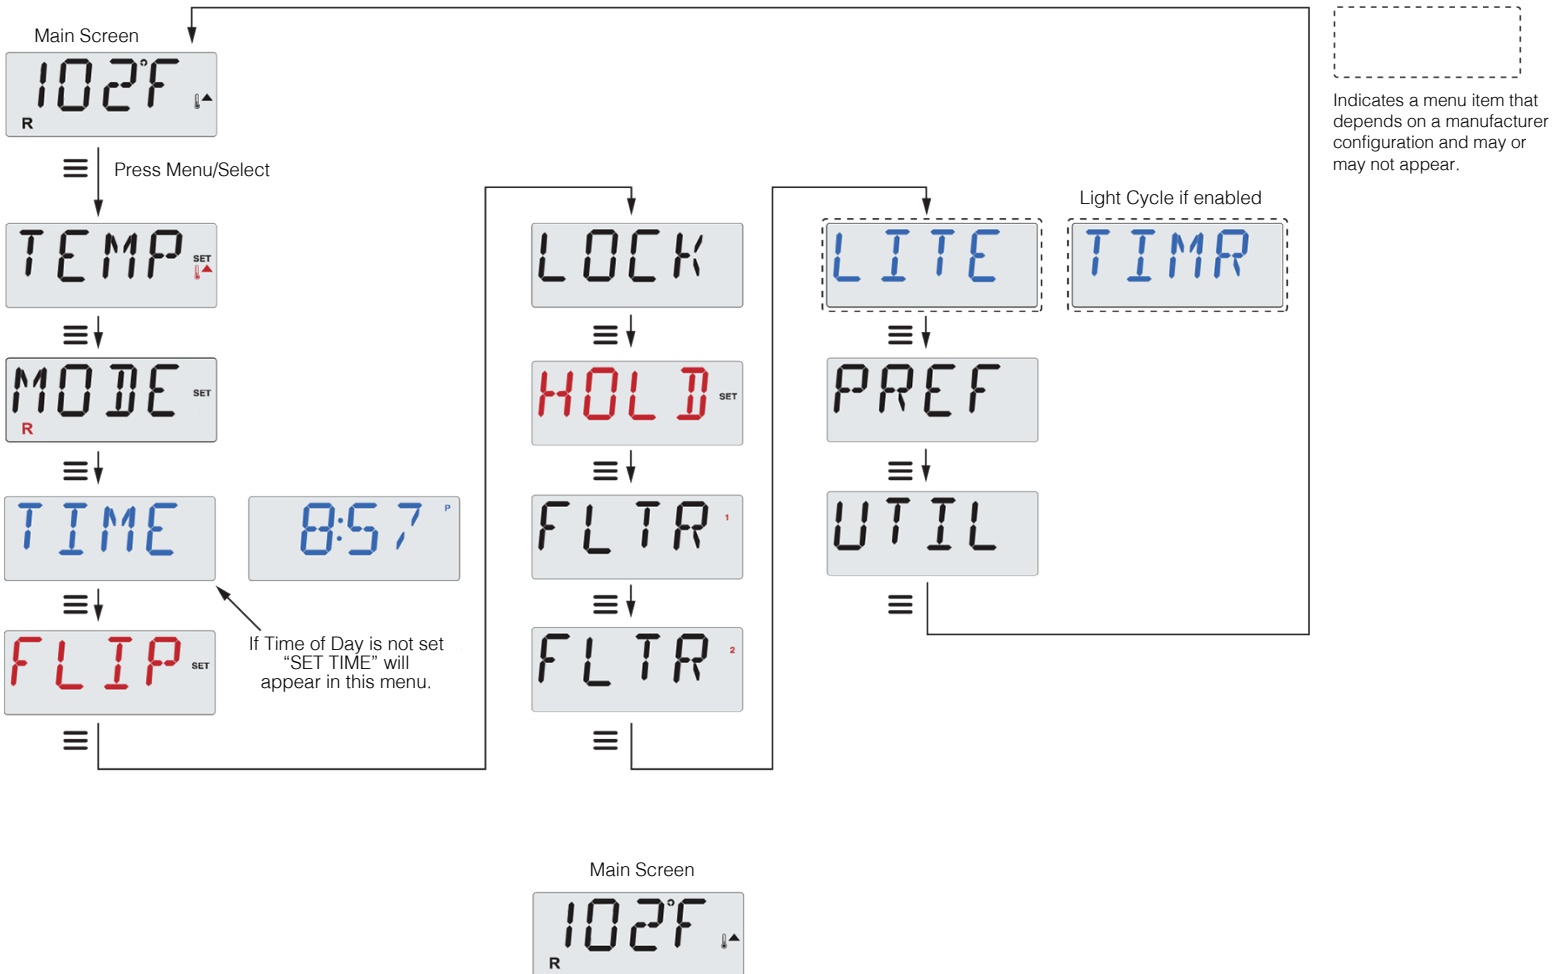 Main Screen
102°F
R
Press Menu/Select
TEMP SET
MODE SET
R
TIME
8:57 P
If Time of Day is not set
“SET TIME” will
appear in this menu.
FLIP SET
LOCK
HOLD SET
FLTR 1
FLTR 2
LITE
Light Cycle if enabled
TIMR
PREF
UTIL
Indicates a menu item that
depends on a manufacturer
configuration and may or
may not appear.
Main Screen
102°F
R